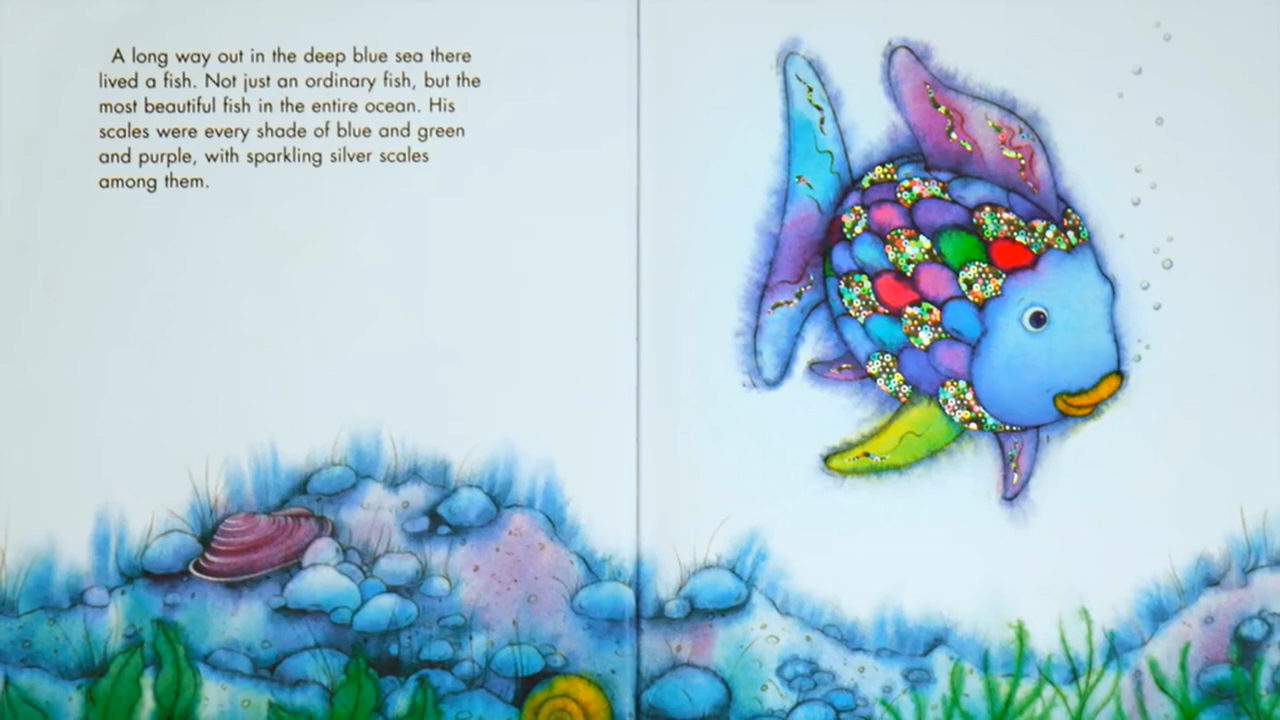 A long way out in the deep blue sea there
lived a fish. Not just an ordinary fish, but the
most beautiful fish in the entire ocean. His
scales were every shade of blue and green
and purple, with sparkling silver scales
among them.